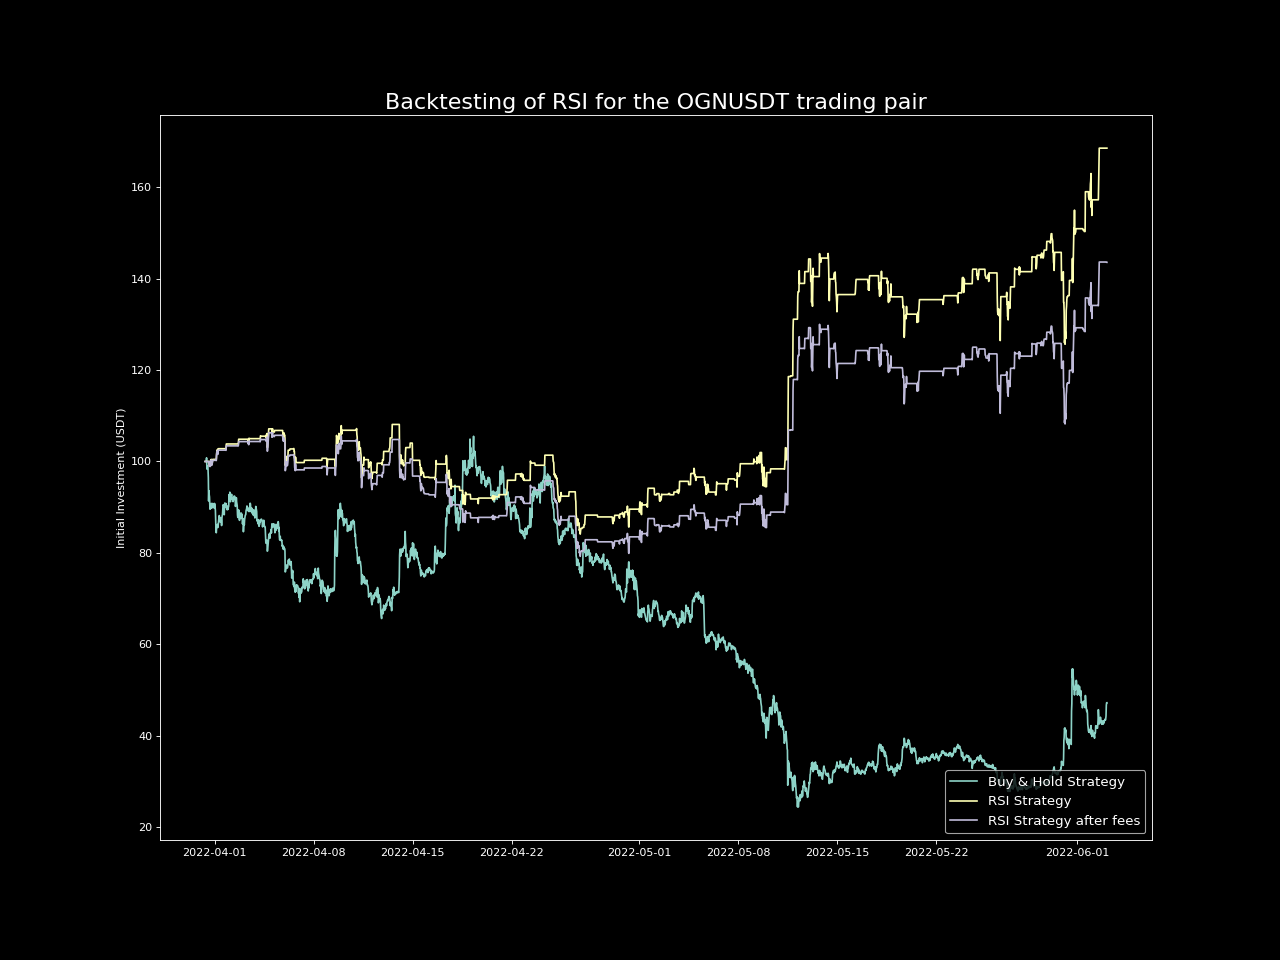 Backtesting of RSI for the OGNUSDT trading pair
Initial Investment (USDT)
160
140
120
100
80
60
40
20
2022-04-01 2022-04-08 2022-04-15 2022-04-22 2022-05-01 2022-05-08 2022-05-15 2022-05-22 2022-06-01
Buy & Hold Strategy
RSI Strategy
RSI Strategy after fees